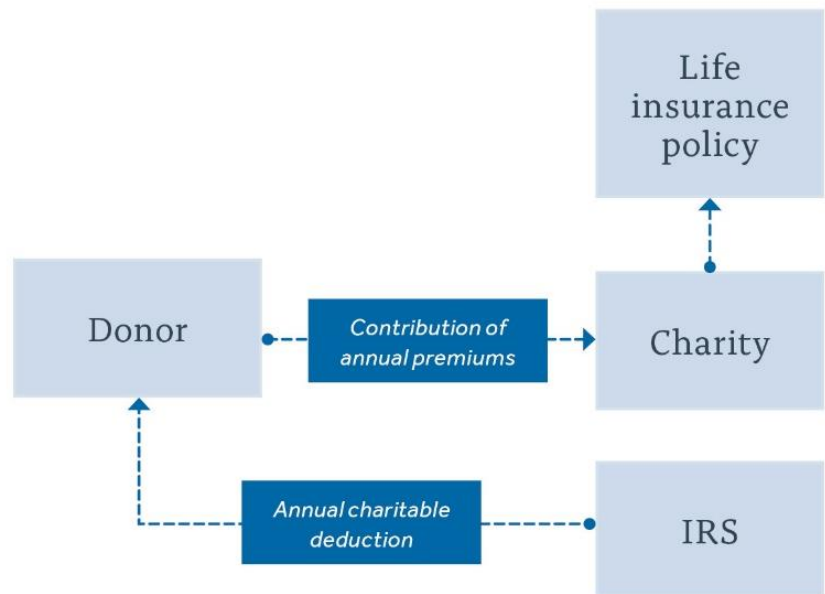 Life
insurance
policy
Donor
Contribution of
annual premiums
Charity
Annual charitable
deduction
IRS